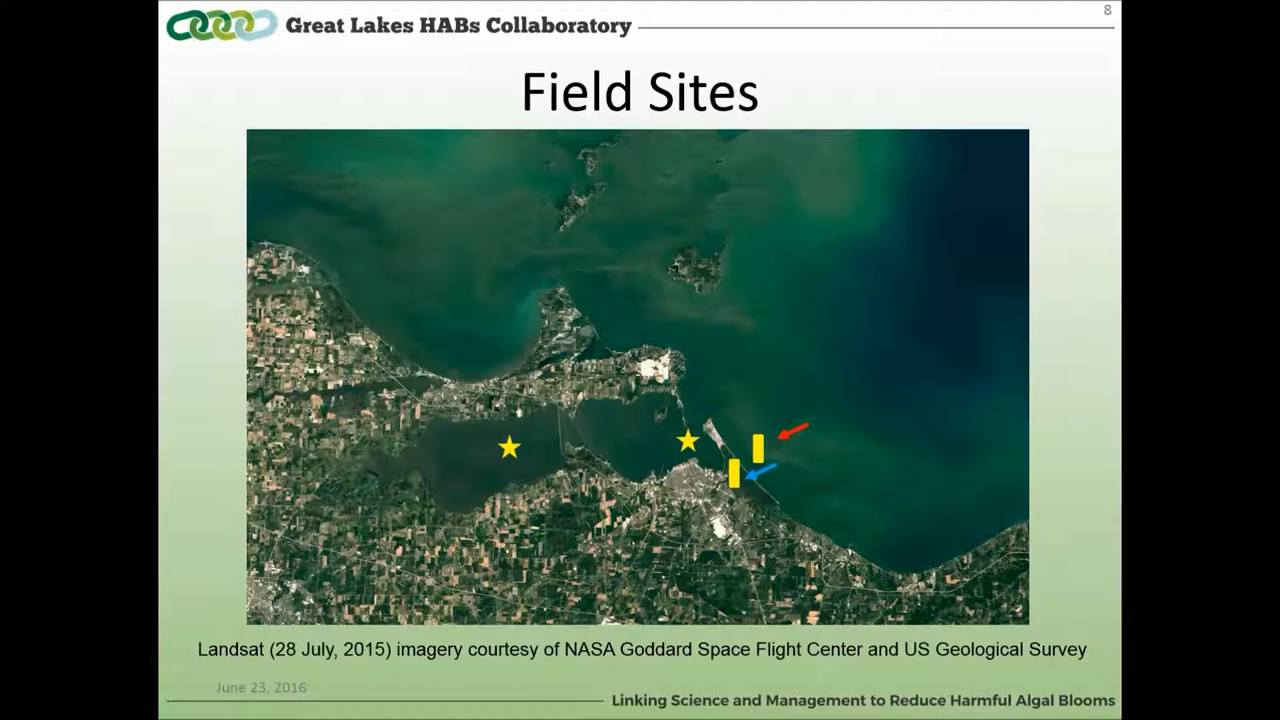 8
Great Lakes HABs Collaboratory
Field Sites
Landsat (28 July, 2015) imagery courtesy of NASA Goddard Space Flight Center and US Geological Survey
June 23, 2016
Linking Science and Management to Reduce Harmful Algal Blooms